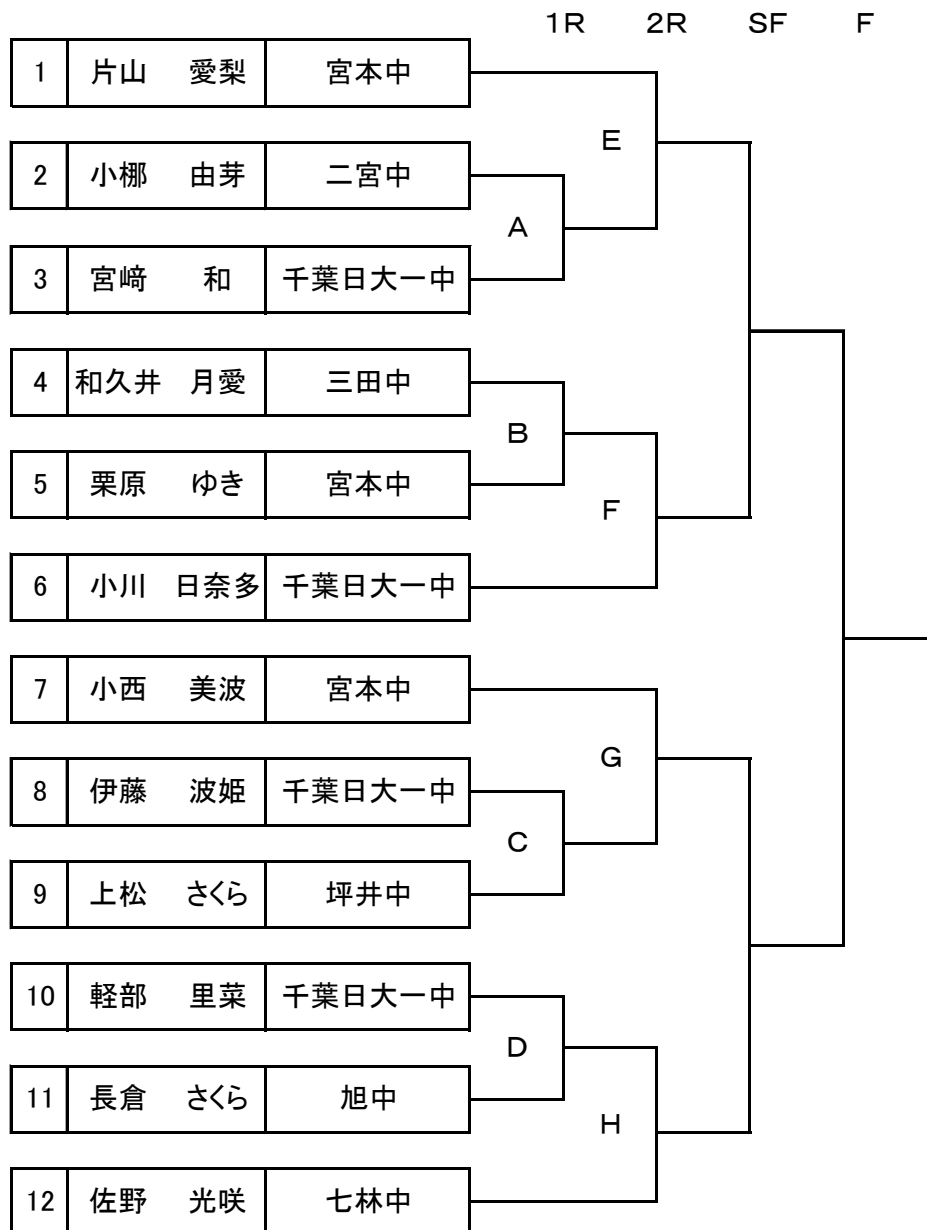 1R 2R SF F
1 片山 愛梨 宮本中
E
2 小梛 由芽 二宮中
A
3 宮﨑 和 千葉日大一中
4 和久井 月愛 三田中
B
5 栗原 ゆき 宮本中
F
6 小川 日奈多 千葉日大一中
7 小西 美波 宮本中
G
8 伊藤 波姫 千葉日大一中
C
9 上松 さくら 坪井中
10 軽部 里菜 千葉日大一中
D
11 長倉 さくら 旭中
H
12 佐野 光咲 七林中